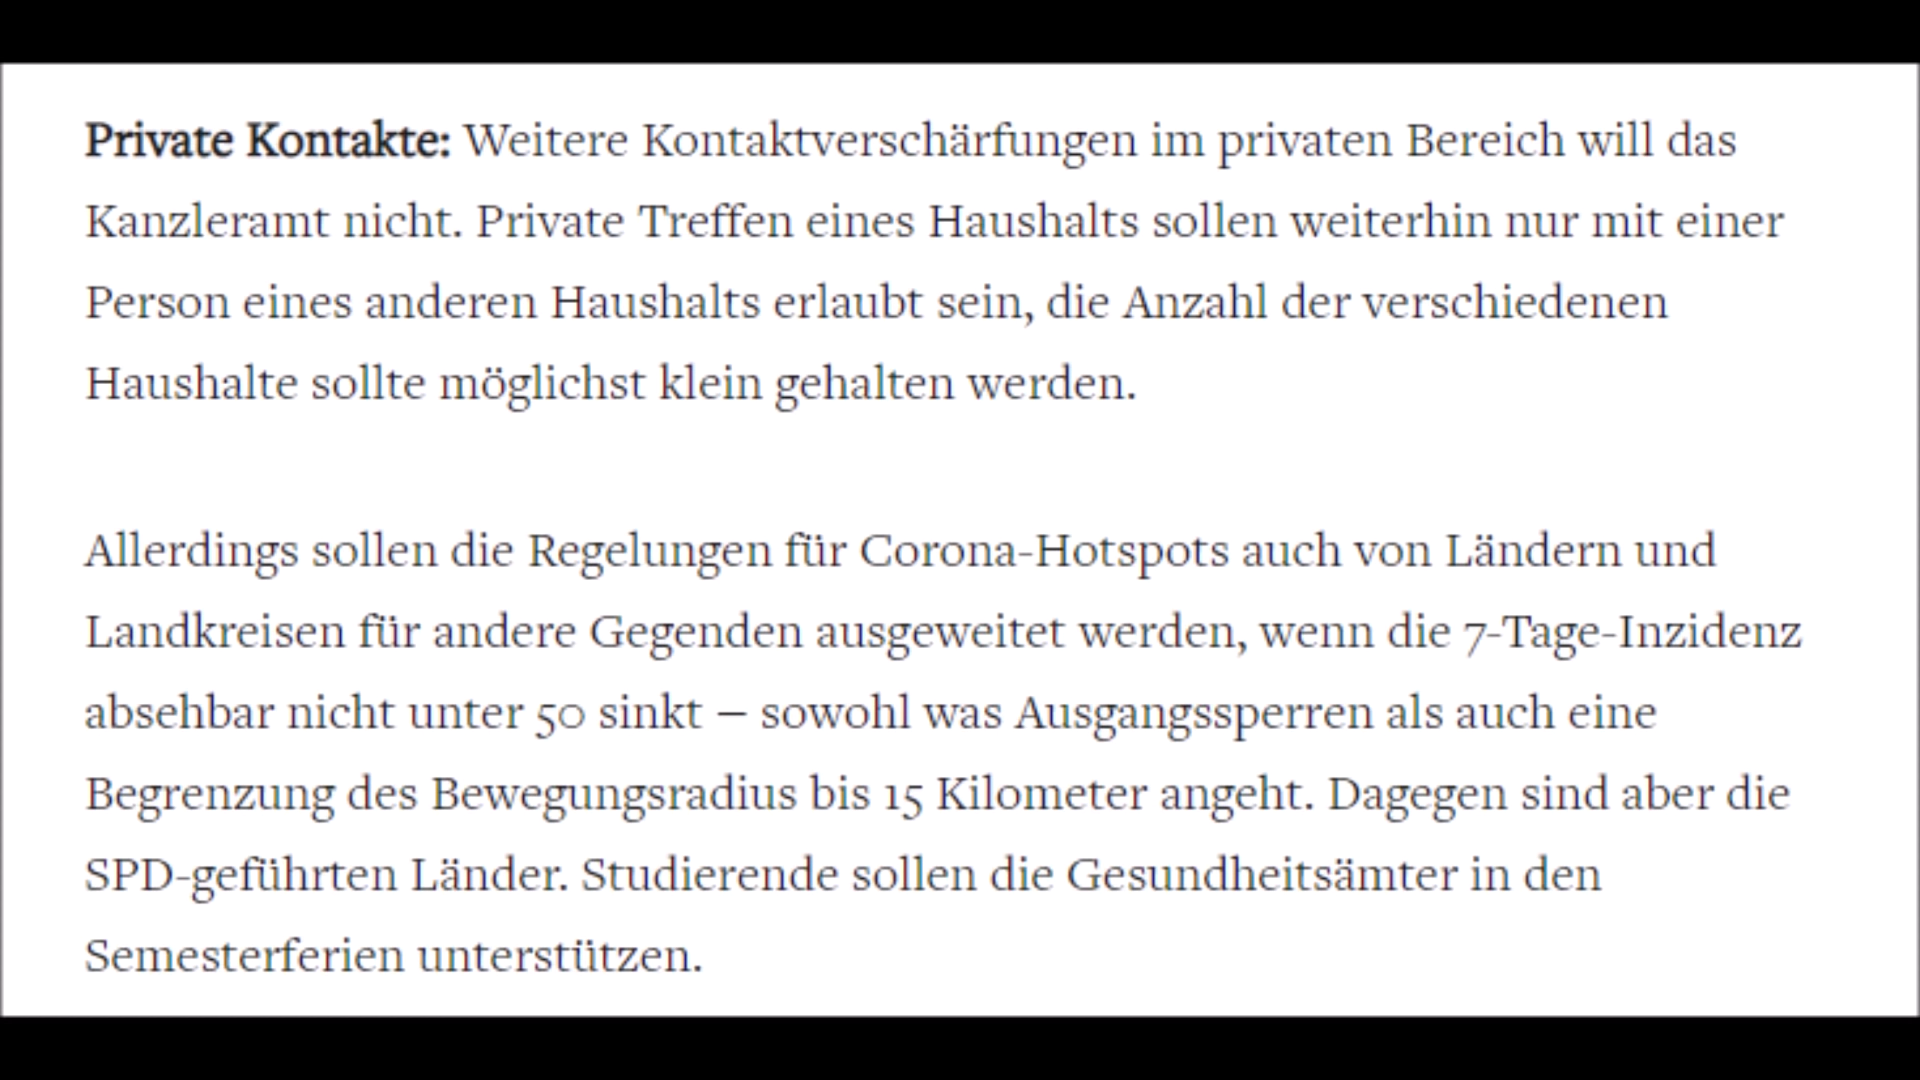 Private Kontakte: Weitere Kontaktverschärfungen im privaten Bereich will das
Kanzleramt nicht. Private Treffen eines Haushalts sollen weiterhin nur mit einer
Person eines anderen Haushalts erlaubt sein, die Anzahl der verschiedenen
Haushalte sollte möglichst klein gehalten werden.
Allerdings sollen die Regelungen für Corona-Hotspots auch von Ländern und
Landkreisen für andere Gegenden ausgeweitet werden, wenn die 7-Tage-Inzidenz
absehbar nicht unter 50 sinkt – sowohl was Ausgangssperren als auch eine
Begrenzung des Bewegungsradius bis 15 Kilometer angeht. Dagegen sind aber die
SPD-geführten Länder. Studierende sollen die Gesundheitsämter in den
Semesterferien unterstützen.